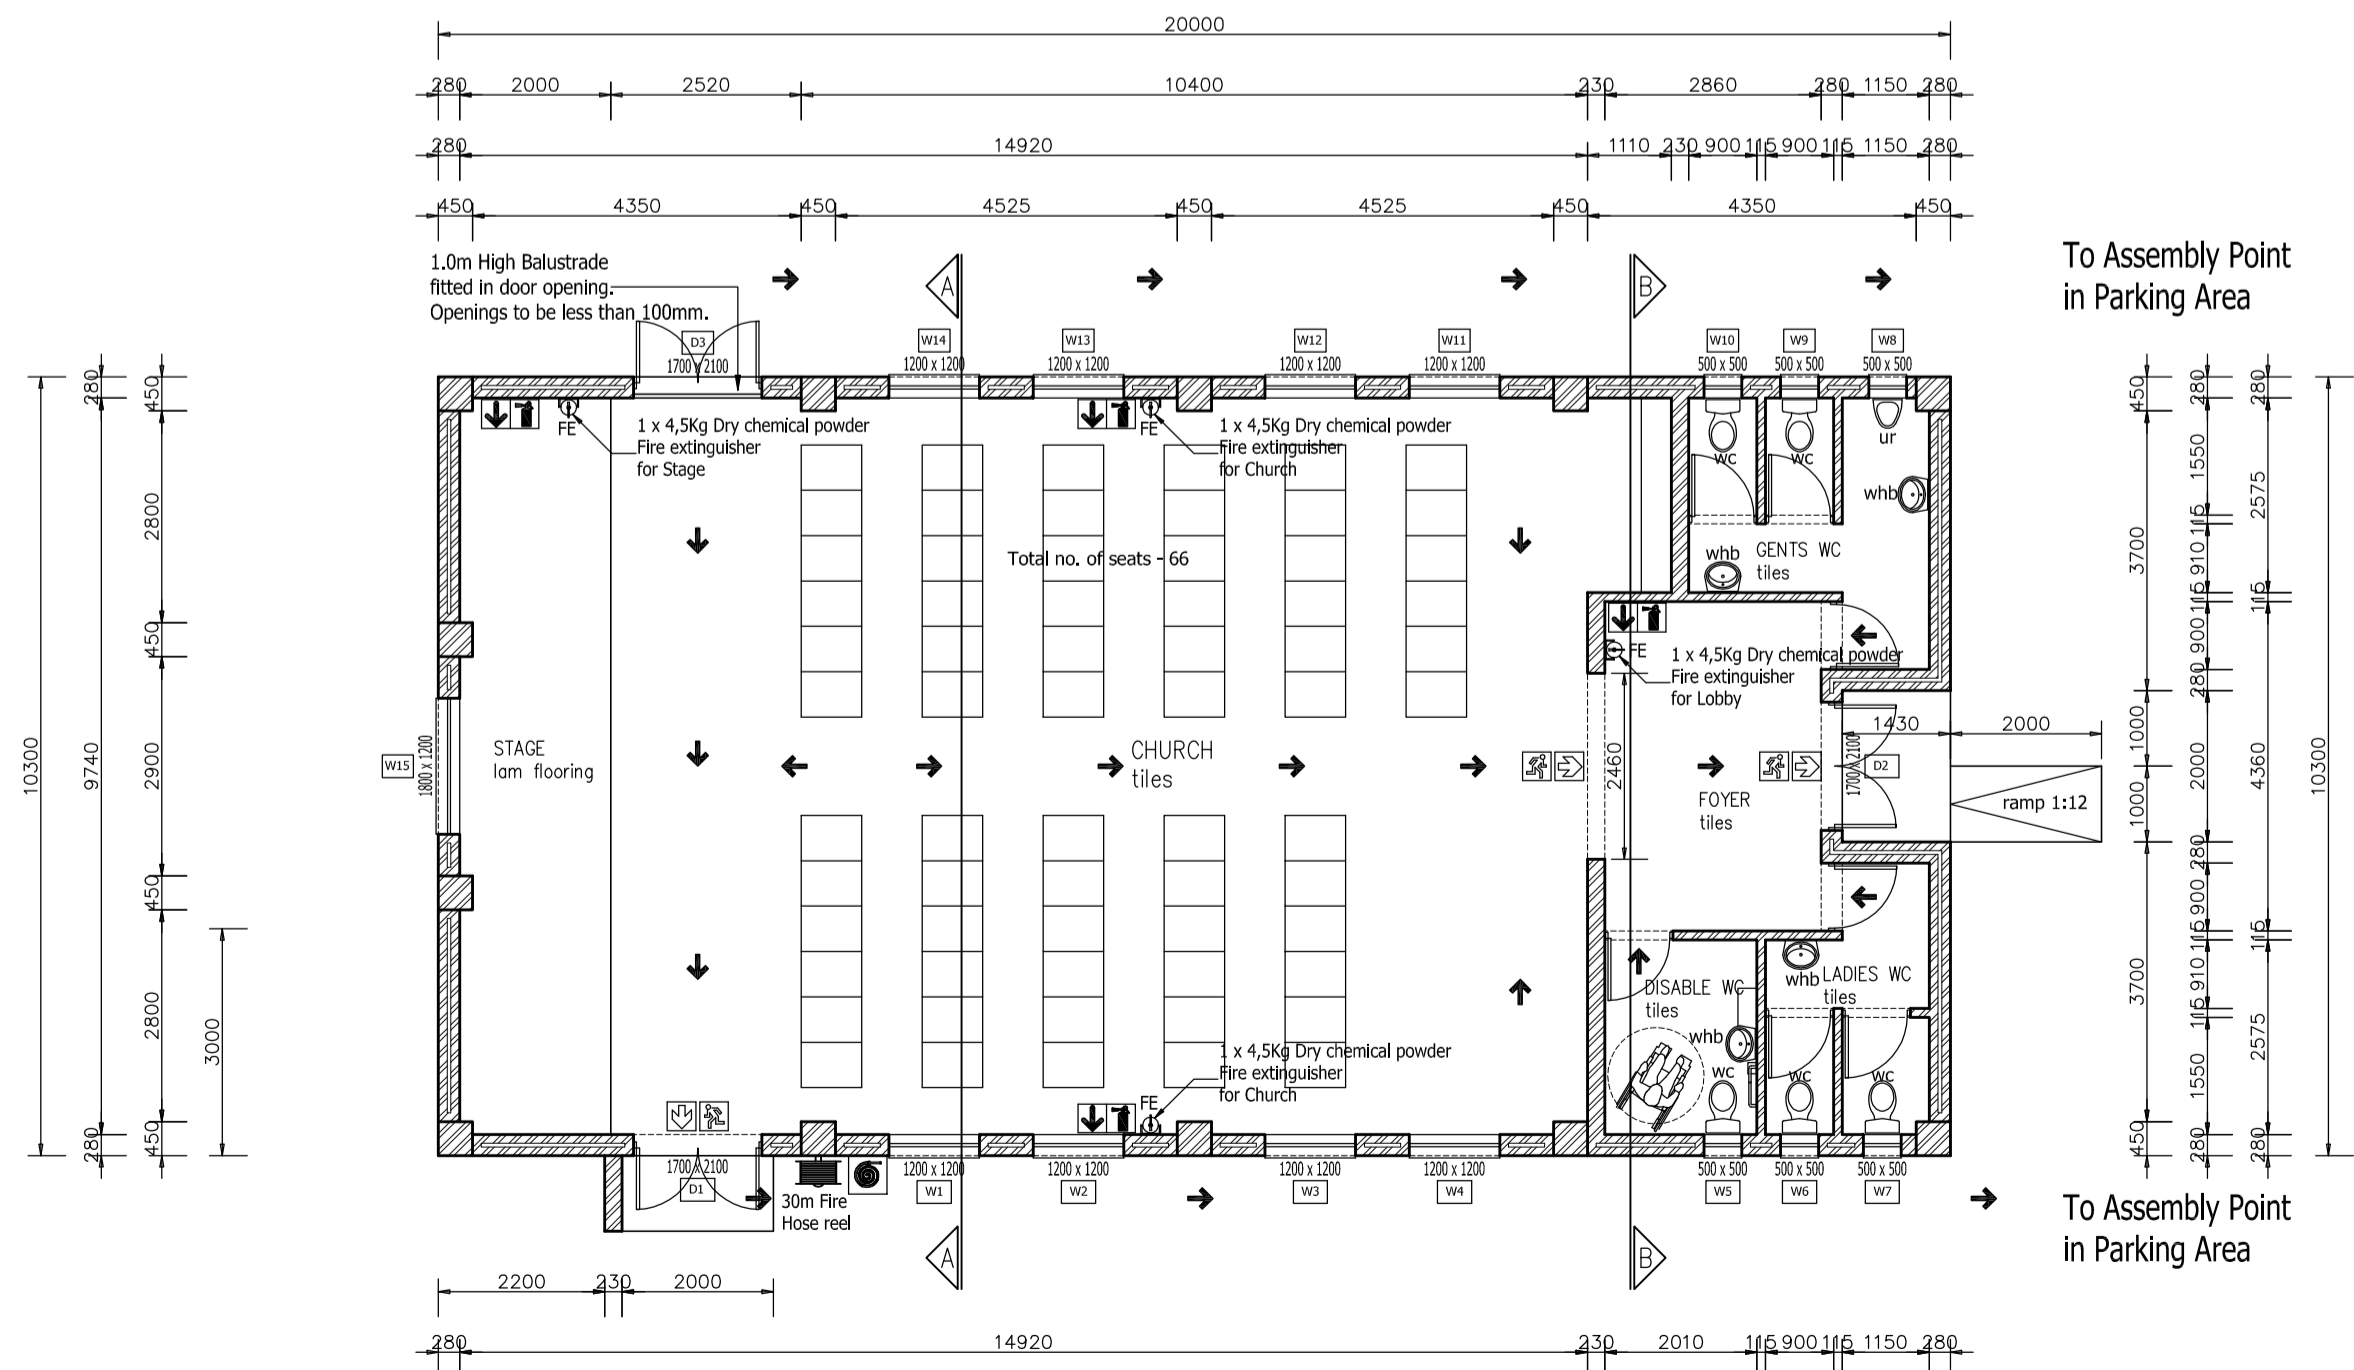 20000
280 2000 2520 10400 230 2860 280 1150 280
280 14920 1110 230 900 115 900 115 1150 280
450 4350 450 4525 450 4525 450 4350 450
1.0m High Balustrade
fitted in door opening.
Openings to be less than 100mm.
A
B
To Assembly Point
in Parking Area
D3
1700 x 2100
W14
1200 x 1200
W13
1200 x 1200
W12
1200 x 1200
W11
1200 x 1200
W10
500 x 500
W9
500 x 500
W8
500 x 500
FE
1 x 4,5Kg Dry chemical powder
Fire extinguisher
for Stage
FE
1 x 4,5Kg Dry chemical powder
Fire extinguisher
for Church
wc
wc
ur
whb
Total no. of seats - 66
whb
GENTS WC
tiles
FE
1 x 4,5Kg Dry chemical powder
Fire extinguisher
for Lobby
W15
1800 x 1200
STAGE
lam flooring
CHURCH
tiles
2460
FOYER
tiles
1700 x 2100
D2
1430 2000
ramp 1:12
whb
LADIES WC
tiles
DISABLE WC
tiles
whb
wc
wc
wc
FE
1 x 4,5Kg Dry chemical powder
Fire extinguisher
for Church
1700 x 2100
D1
30m Fire
Hose reel
1200 x 1200
W1
1200 x 1200
W2
1200 x 1200
W3
1200 x 1200
W4
500 x 500
W5
500 x 500
W6
500 x 500
W7
To Assembly Point
in Parking Area
A
B
10300
280 9740 280
450 2800 450 2900 450 2800 450
3000
450 3700 1000 1000 3700 450
280 1550 115 910 115 900 280 2000 280 900 115 910 115 1550 280
280 2575 115 4360 115 2575 280
10300
2200 230 2000
280 14920 230 2010 115 900 115 1150 280